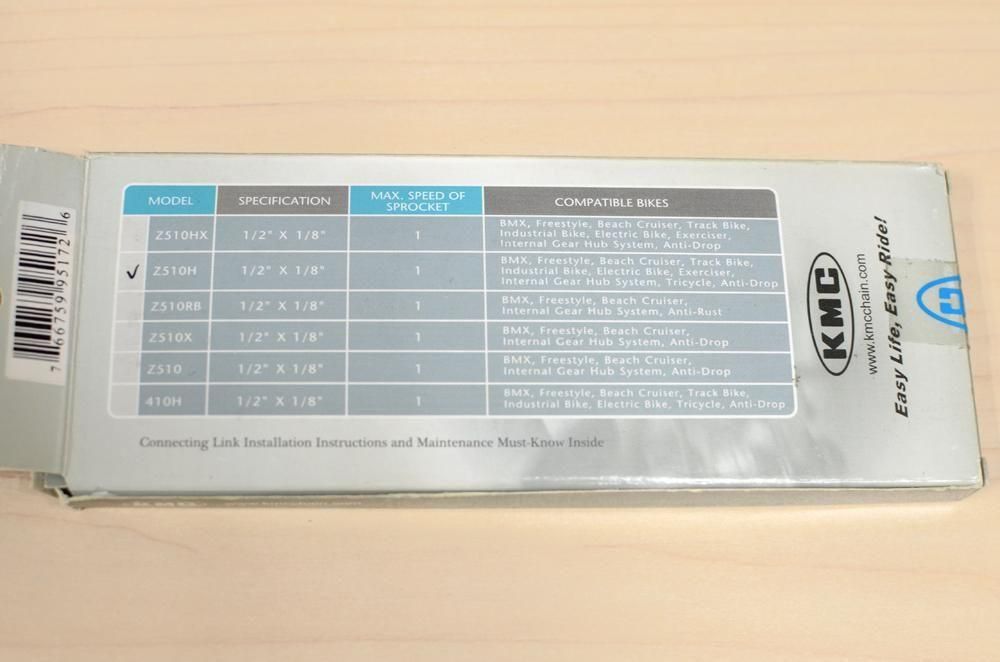 MODEL SPECIFICATION MAX. SPEED OF SPROCKET COMPATIBLE BIKES
Z510HX 1/2" X 1/8" 1 BMX, Freestyle, Beach Cruiser, Track Bike,
Industrial Bike, Electric Bike, Exerciser,
Internal Gear Hub System, Anti-Drop
✓ Z510H 1/2" X 1/8" 1 BMX, Freestyle, Beach Cruiser, Track Bike,
Industrial Bike, Electric Bike, Exerciser,
Internal Gear Hub System, Tricycle, Anti-Drop
Z510RB 1/2" X 1/8" 1 BMX, Freestyle, Beach Cruiser,
Internal Gear Hub System, Anti-Rust
Z510X 1/2" X 1/8" 1 BMX, Freestyle, Beach Cruiser,
Internal Gear Hub System, Anti-Drop
Z510 1/2" X 1/8" 1 BMX, Freestyle, Beach Cruiser,
Internal Gear Hub System, Anti-Drop
410H 1/2" X 1/8" 1 BMX, Freestyle, Beach Cruiser, Track Bike,
Industrial Bike, Electric Bike, Tricycle, Anti-Drop
Connecting Link Installation Instructions and Maintenance Must-Know Inside
KMC
www.kmcchain.com
Easy Life, Easy Ride!
7 66759 95172 6
KMC